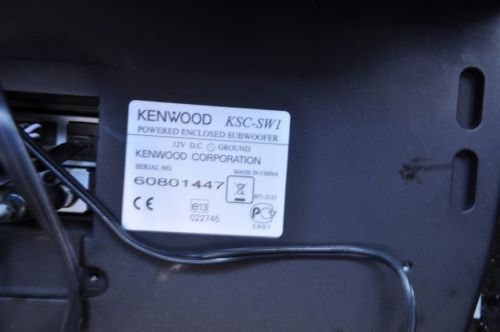 KENWOOD KSC-SW1
POWERED ENCLOSED SUBWOOFER
12V D.C. ⊖ GROUND
KENWOOD CORPORATION
MADE IN CHINA
SERIAL NO.
60801447
CE
e13
022745